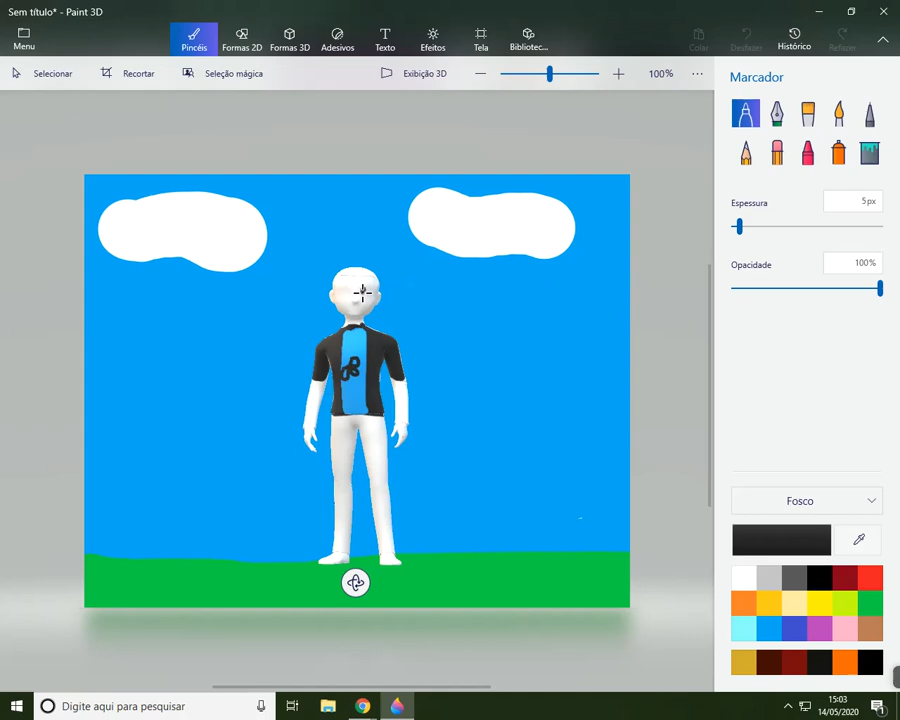 Sem título* - Paint 3D
Menu
Pincéis
Formas 2D
Formas 3D
Adesivos
Texto
Efeitos
Tela
Bibliotec...
Colar
Desfazer
Histórico
Refazer
Selecionar
Recortar
Seleção mágica
Exibição 3D
100%
Marcador
Espessura
5px
Opacidade
100%
Fosco
Digite aqui para pesquisar
15:03
14/05/2020